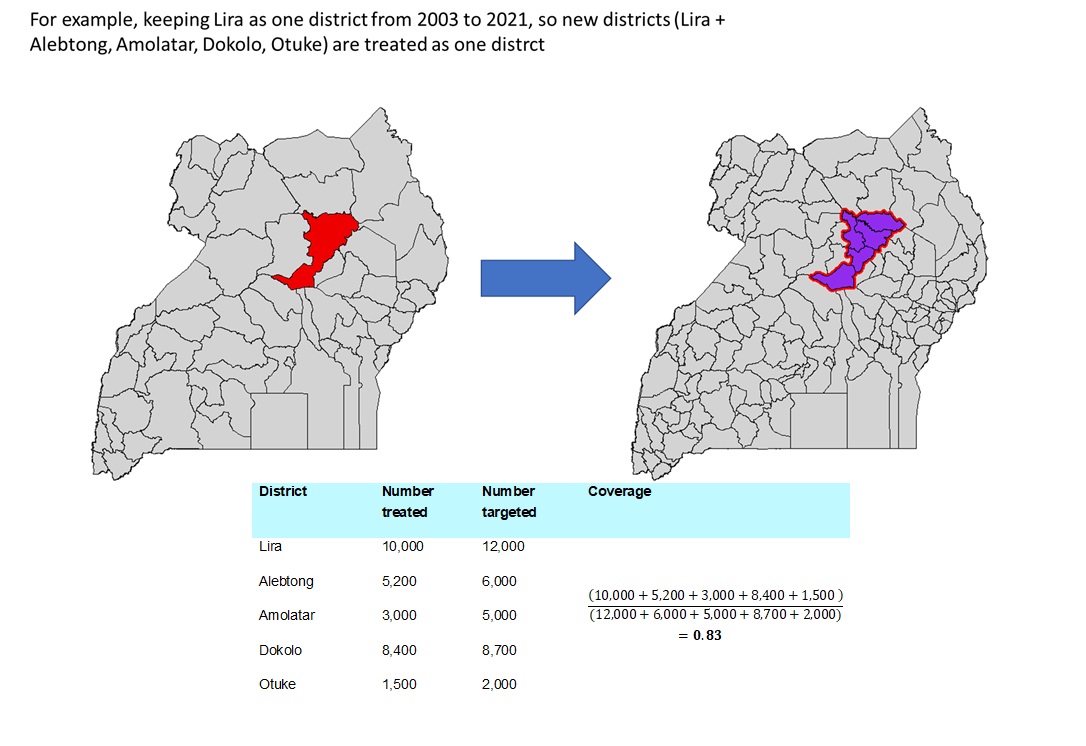 For example, keeping Lira as one district from 2003 to 2021, so new districts (Lira +
Alebtong, Amolatar, Dokolo, Otuke) are treated as one distrct
District Number treated Number targeted Coverage
Lira 10,000 12,000
Alebtong 5,200 6,000
Amolatar 3,000 5,000
Dokolo 8,400 8,700
Otuke 1,500 2,000
(10,000 + 5,200 + 3,000 + 8,400 + 1,500 )
(12,000 + 6,000 + 5,000 + 8,700 + 2,000)
= 0.83